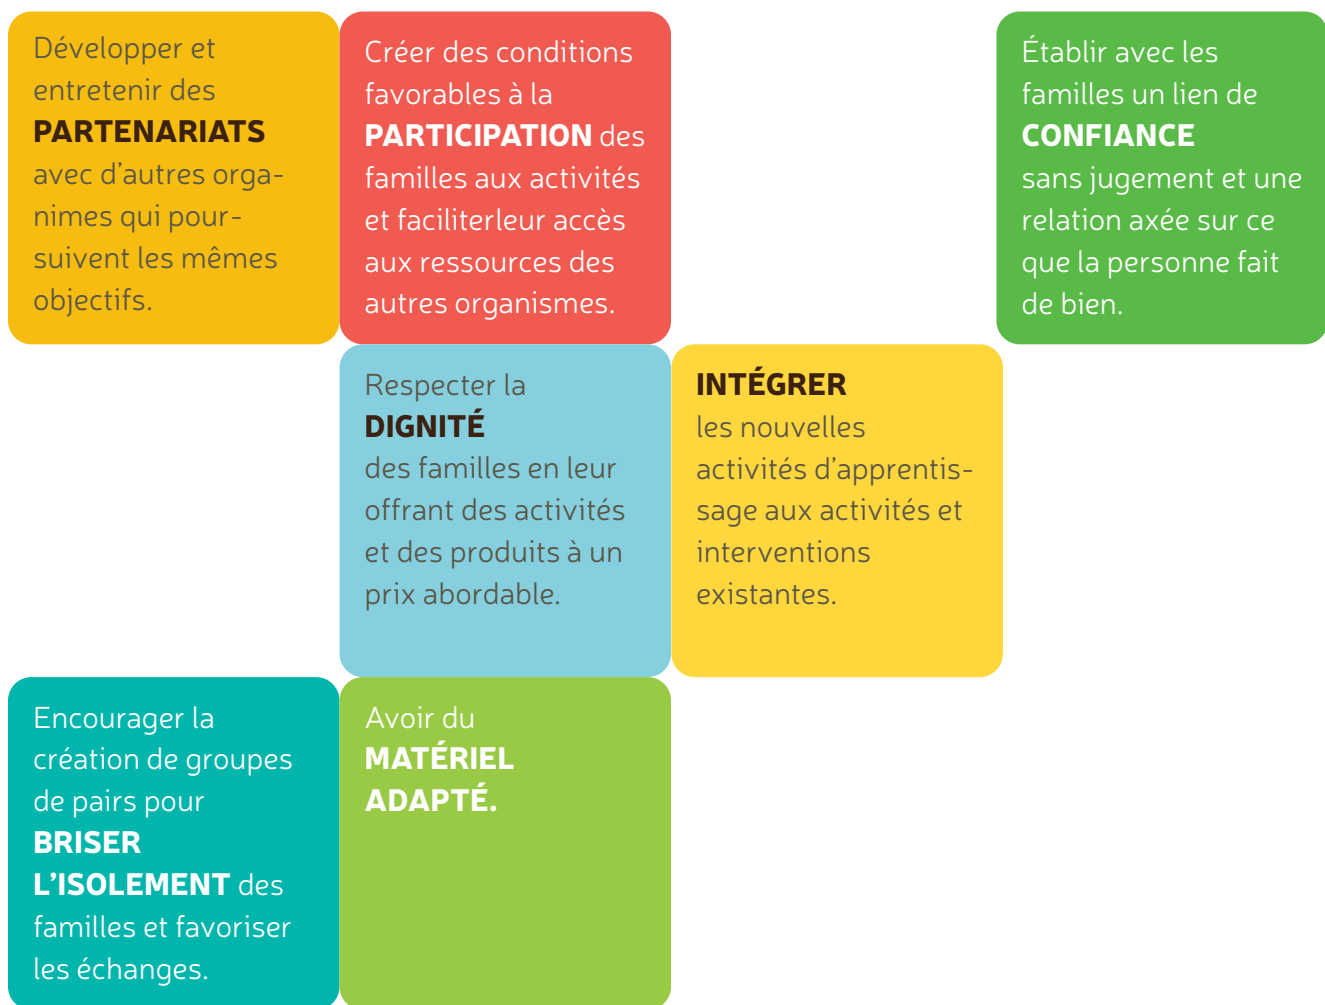 Développer et
entretenir des
PARTENARIATS
avec d'autres orga-
nimes qui pour-
suivent les mêmes
objectifs.
Créer des conditions
favorables à la
PARTICIPATION des
familles aux activités
et faciliterleur accès
aux ressources des
autres organismes.
Établir avec les
familles un lien de
CONFIANCE
sans jugement et une
relation axée sur ce
que la personne fait
de bien.
Respecter la
DIGNITÉ
des familles en leur
offrant des activités
et des produits à un
prix abordable.
INTÉGRER
les nouvelles
activités d'apprentis-
sage aux activités et
interventions
existantes.
Encourager la
création de groupes
de pairs pour
BRISER
L'ISOLEMENT des
familles et favoriser
les échanges.
Avoir du
MATÉRIEL
ADAPTÉ.